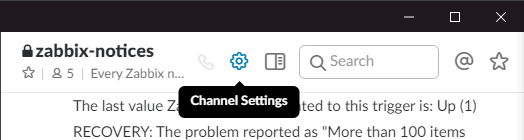 zabbix-notices
5 | Every Zabbix n...
Search
Channel Settings
The last value Za ted to this trigger is: Up (1)
RECOVERY: The problem reported as "More than 100 items